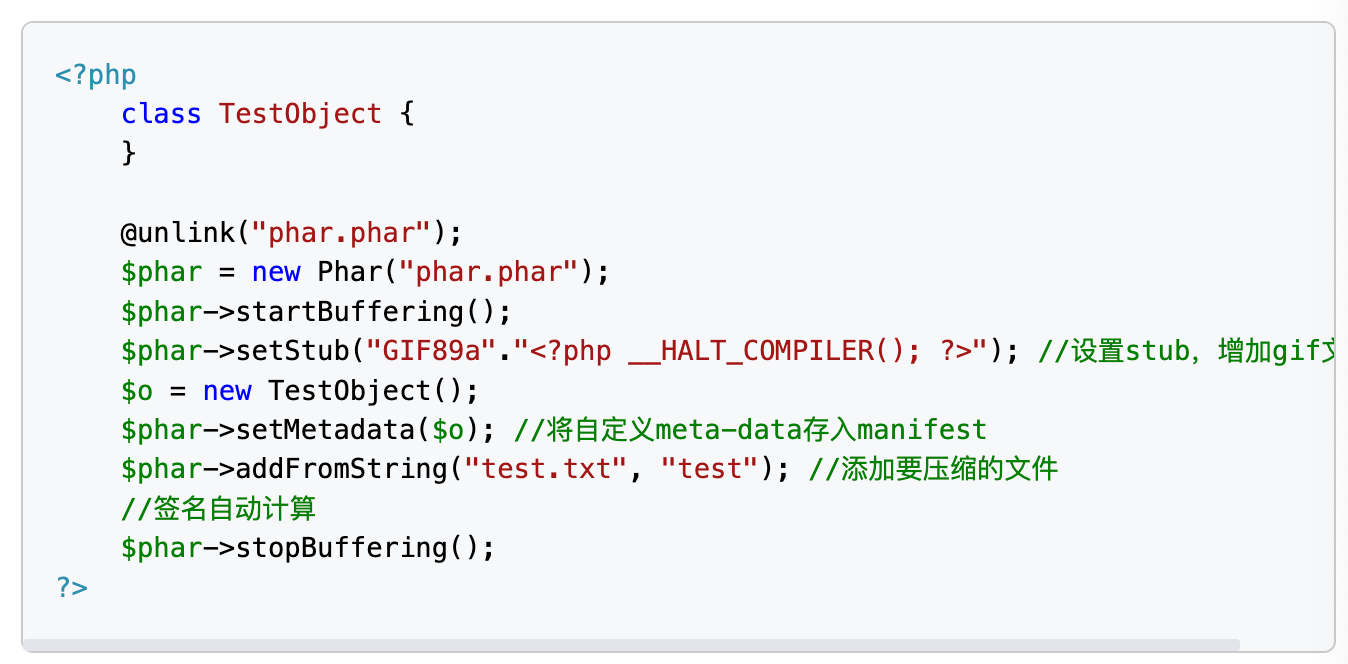 <?php
    class TestObject {
    }

    @unlink("phar.phar");
    $phar = new Phar("phar.phar");
    $phar->startBuffering();
    $phar->setStub("GIF89a"."<?php __HALT_COMPILER(); ?>"); //设置stub，增加gif
    $o = new TestObject();
    $phar->setMetadata($o); //将自定义meta-data存入manifest
    $phar->addFromString("test.txt", "test"); //添加要压缩的文件
    //签名自动计算
    $phar->stopBuffering();
?>